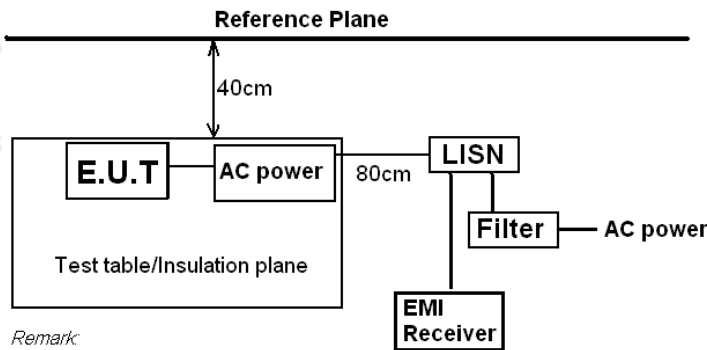 Reference Plane
40cm
E.U.T
AC power
80cm
LISN
Filter
AC power
Test table/Insulation plane
EMI
Receiver
Remark: